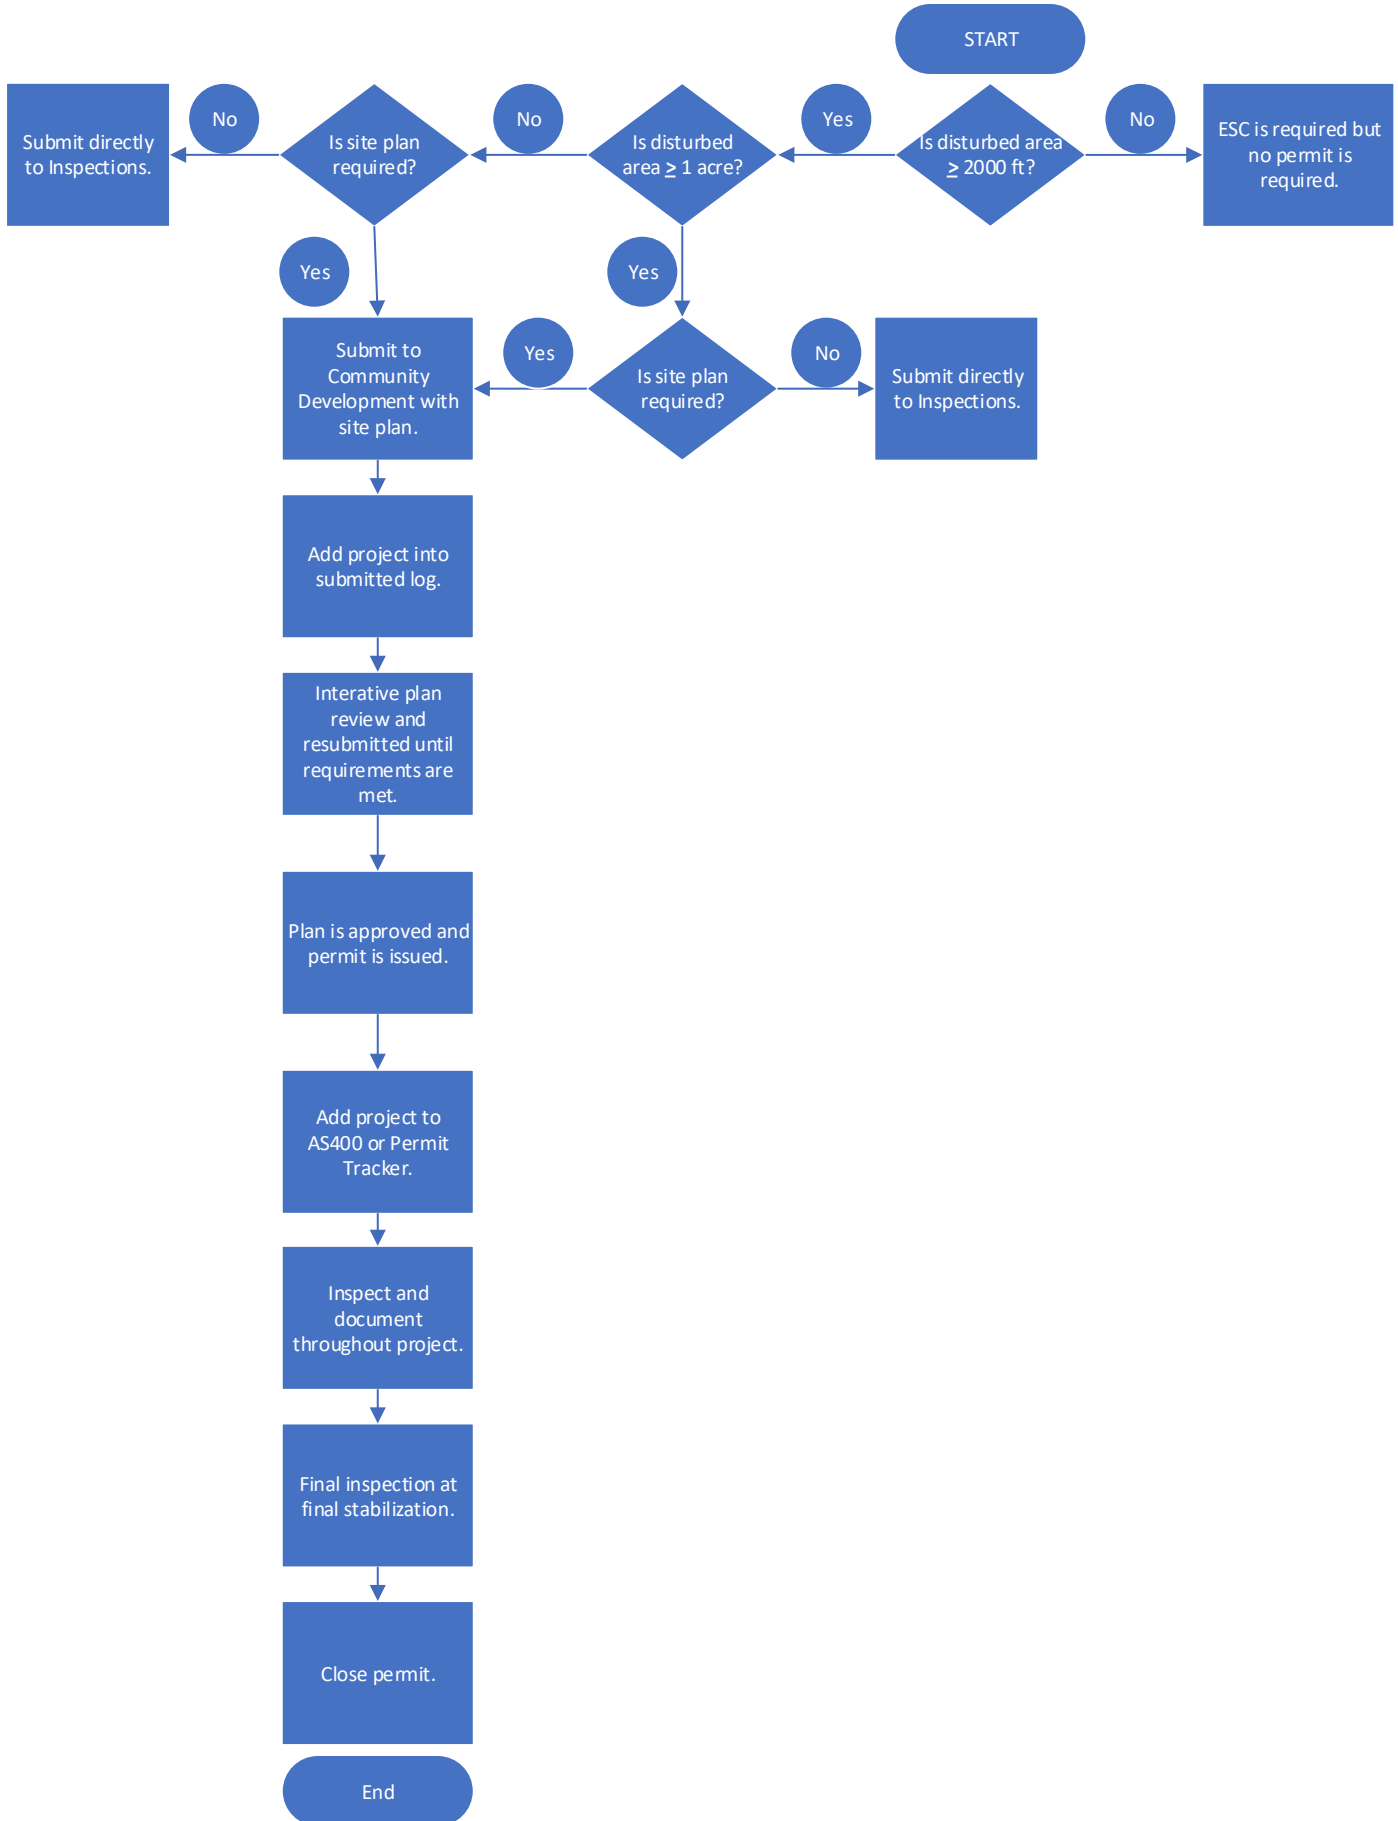 START
No
No
Yes
No
Submit directly
to Inspections.
Is site plan
required?
Is disturbed
area ≥ 1 acre?
Is disturbed area
≥ 2000 ft?
ESC is required but
no permit is
required.
Yes
Yes
Submit to
Community
Development with
site plan.
Yes
Is site plan
required?
No
Submit directly
to Inspections.
Add project into
submitted log.
Interative plan
review and
resubmitted until
requirements are
met.
Plan is approved and
permit is issued.
Add project to
AS400 or Permit
Tracker.
Inspect and
document
throughout project.
Final inspection at
final stabilization.
Close permit.
End